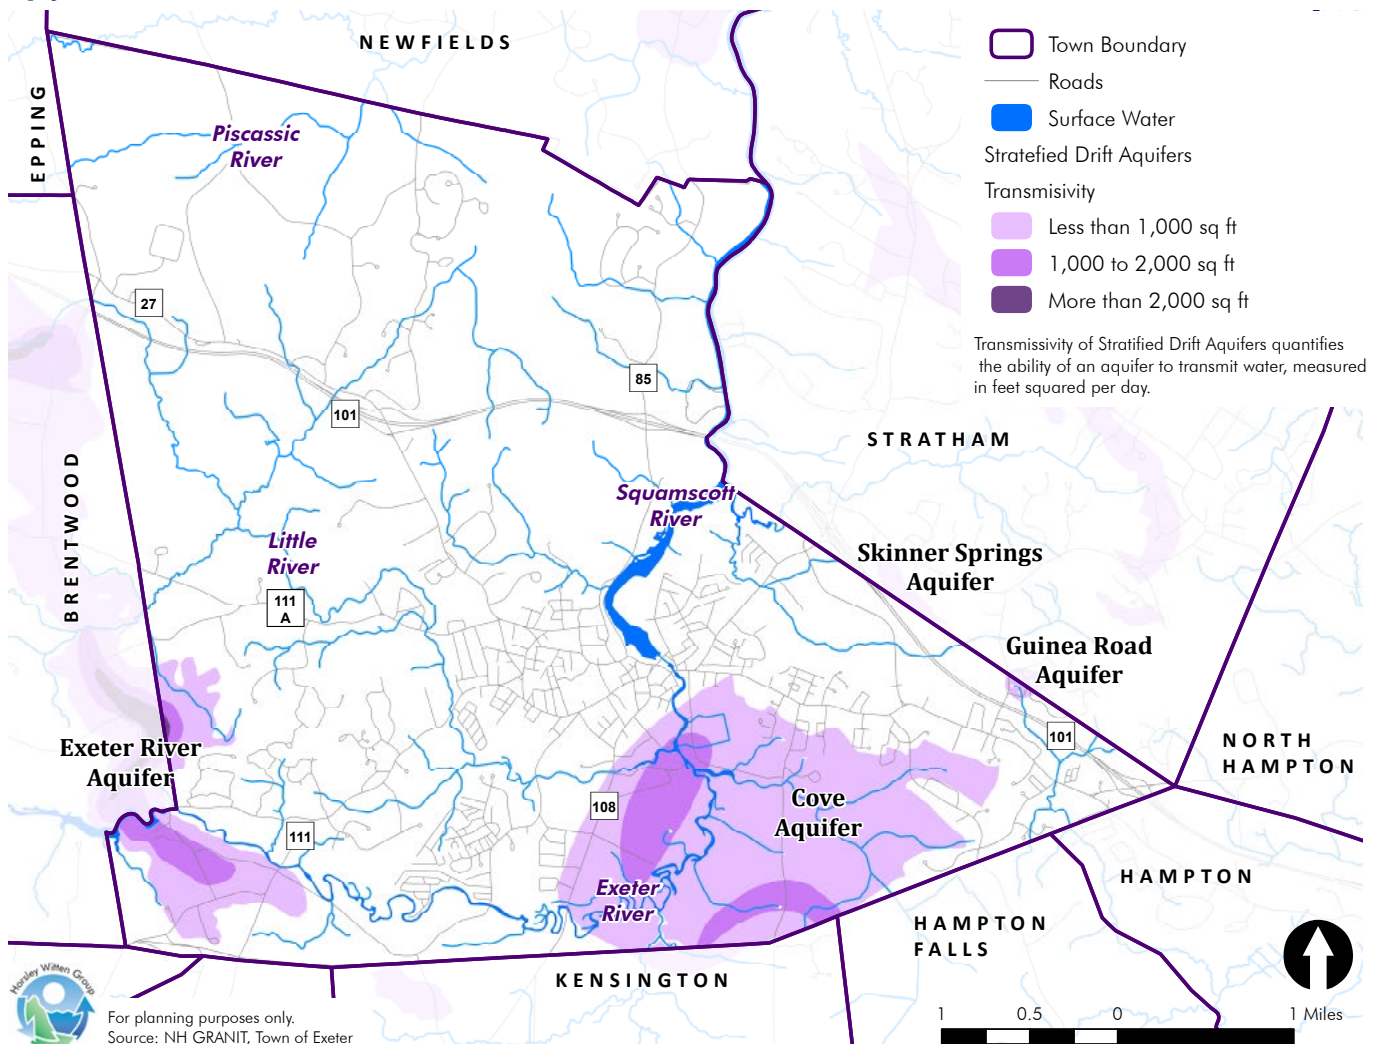 NEWFIELDS
EPPING
Piscassic
River
Town Boundary
Roads
Surface Water
Stratefied Drift Aquifers
Transmisivity
Less than 1,000 sq ft
1,000 to 2,000 sq ft
More than 2,000 sq ft
Transmissivity of Stratified Drift Aquifers quantifies
the ability of an aquifer to transmit water, measured
in feet squared per day.
27
85
101
STRATHAM
BRENTWOOD
Squamscott
River
Little
River
111
A
Skinner Springs
Aquifer
Guinea Road
Aquifer
101
NORTH
HAMPTON
Exeter River
Aquifer
108
Cove
Aquifer
111
Exeter
River
HAMPTON
HAMPTON
FALLS
KENSINGTON
Horsley Witten Group
For planning purposes only.
Source: NH GRANIT, Town of Exeter
1 0.5 0 1 Miles